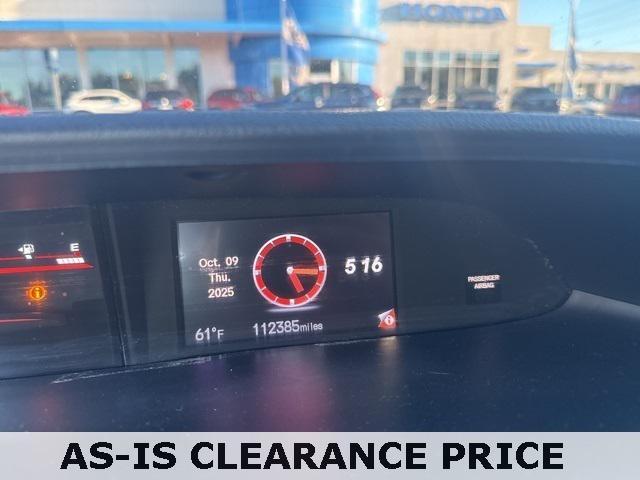 HONDA
E
Oct. 09
Thu.
2025
5:16
61°F
112385miles
PASSENGER
AIRBAG
AS-IS CLEARANCE PRICE